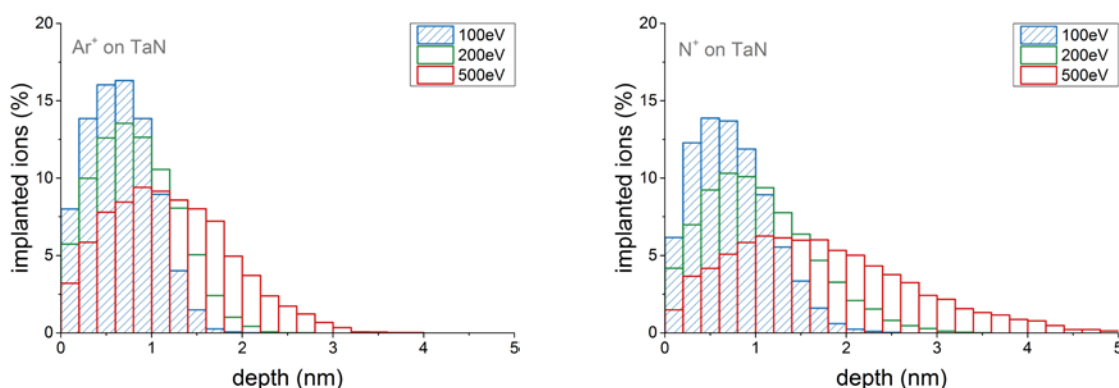 Ar⁺ on TaN
100eV
200eV
500eV
20
15
10
5
0
implanted ions (%)
0 1 2 3 4 5
depth (nm)
N⁺ on TaN
100eV
200eV
500eV
20
15
10
5
0
implanted ions (%)
0 1 2 3 4 5
depth (nm)